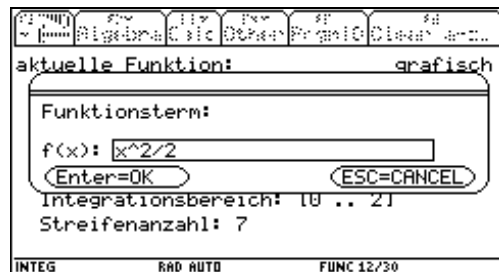 Algebra Calc Other PrgmIO Clean
aktuelle Funktion: grafisch
Funktionsterm:
f(x): x^2/2
Enter=OK ESC=CANCEL
Integrationsbereich: [0 .. 2]
Streifenanzahl: 7
INTEG RAD AUTO FUNC 12/30